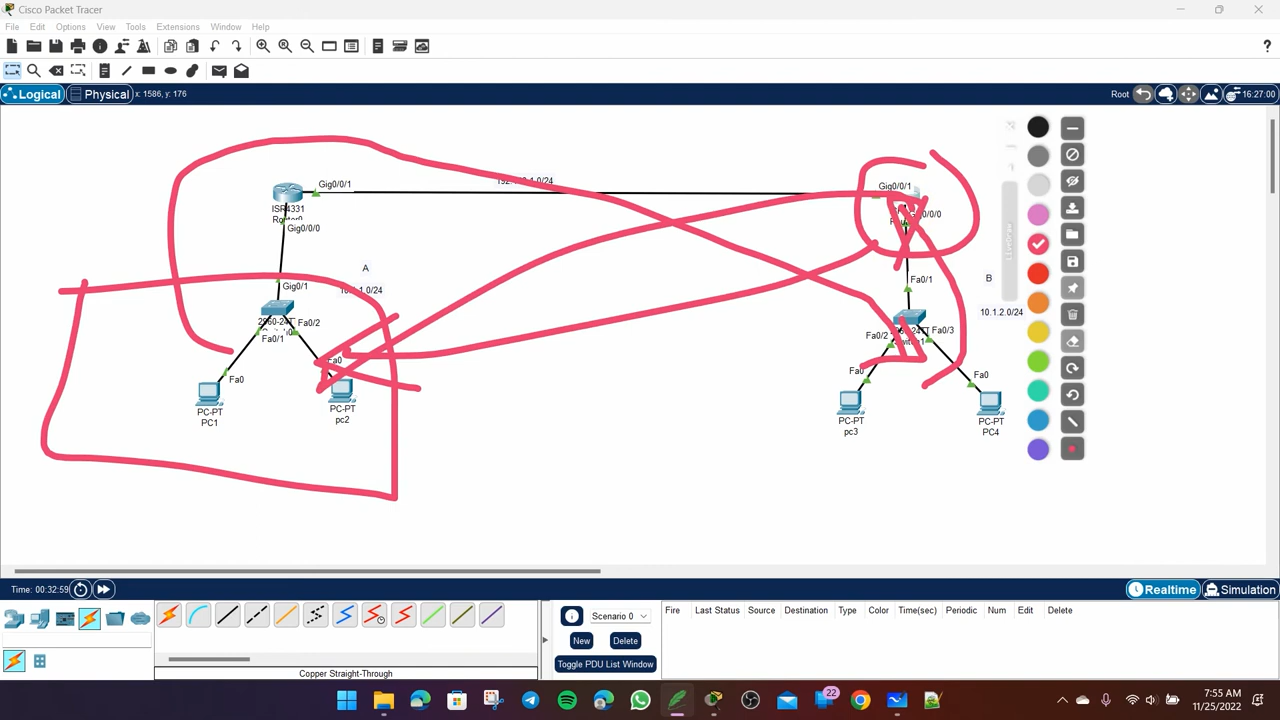 Cisco Packet Tracer
File Edit Options View Tools Extensions Window Help
Logical Physical x: 1586, y: 176 Root 16:27:00
Gig0/0/1 Gig0/0/1
ISR4331
Gig0/0/0
A
B
Gig0/1 Fa0/1
10.1.2.0/24
Fa0/2
Fa0/1
Fa0/2 Fa0/3
Fa0
Fa0 Fa0 Fa0
PC-PT
PC1
PC-PT
pc2
PC-PT
pc3
PC-PT
PC4
Time: 00:32:59 Realtime Simulation
Scenario 0
New Delete
Toggle PDU List Window
Fire Last Status Source Destination Type Color Time(sec) Periodic Num Edit Delete
Copper Straight-Through
22
7:55 AM
11/25/2022